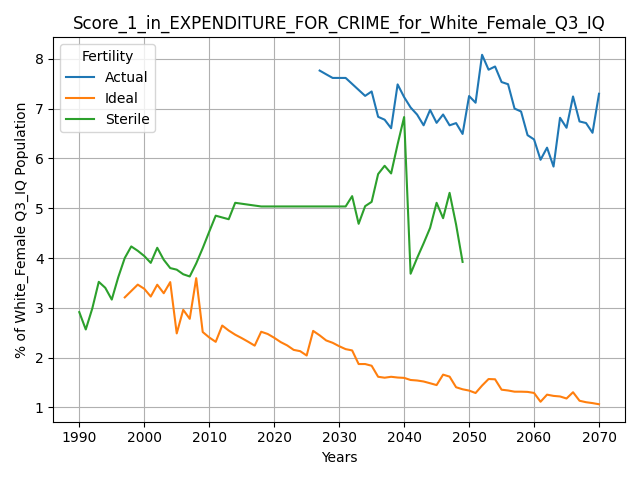 Score_1_in_EXPENDITURE_FOR_CRIME_for_White_Female_Q3_IQ
Fertility
Actual
Ideal
Sterile
% of White_Female Q3_IQ Population
8
7
6
5
4
3
2
1
1990 2000 2010 2020 2030 2040 2050 2060 2070
Years